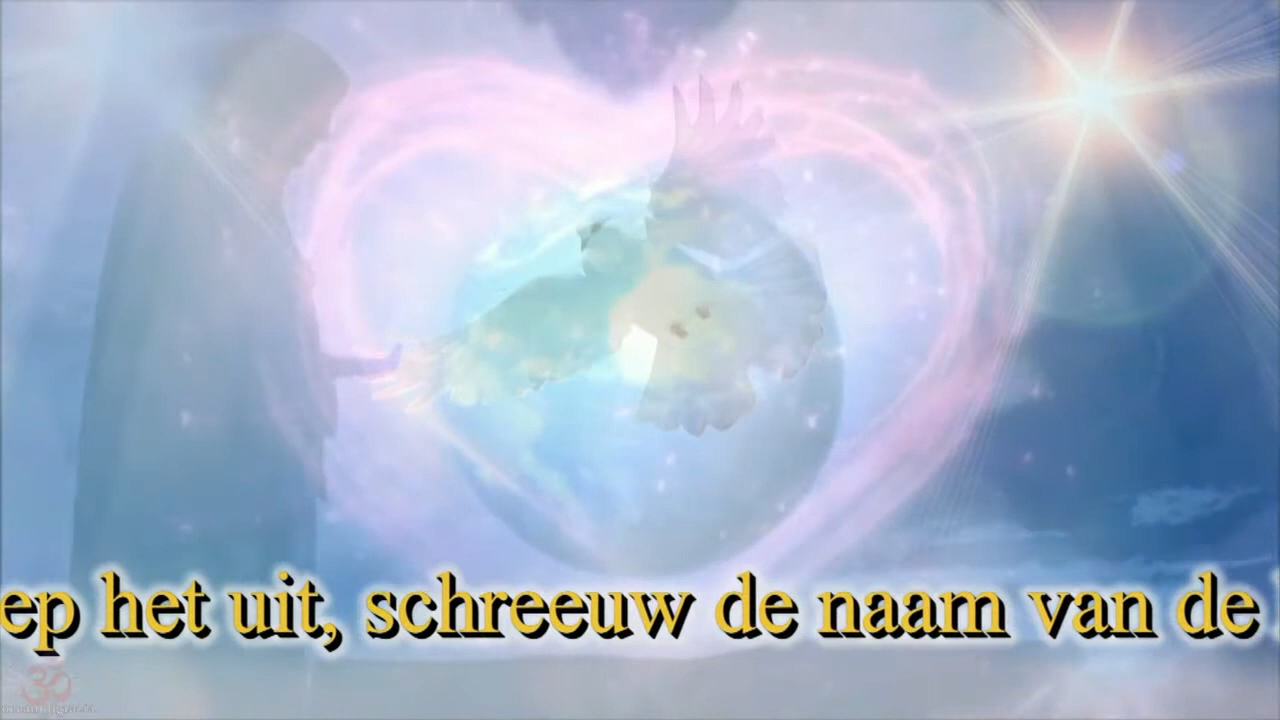 ep het uit, schreeuw de naam van de
ॐ